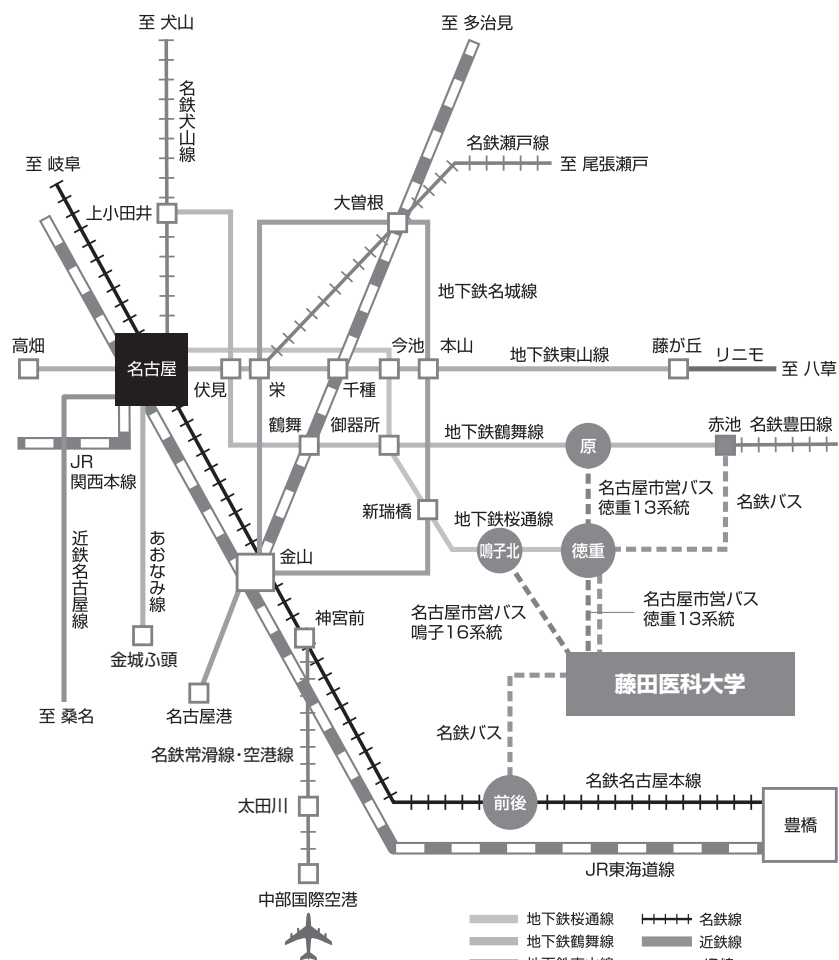 至 犬山
至 多治見
名鉄犬山線
名鉄瀬戸線
至 岐阜
至 尾張瀬戸
上小田井
大曽根
地下鉄名城線
高畑
名古屋
伏見
栄
千種
今池
本山
地下鉄東山線
藤が丘
リニモ
至 八草
鶴舞
御器所
地下鉄鶴舞線
原
赤池
名鉄豊田線
JR
関西本線
名古屋市営バス
徳重13系統
名鉄バス
新瑞橋
地下鉄桜通線
鳴子北
徳重
近鉄名古屋線
あおなみ線
金山
名古屋市営バス
鳴子16系統
名古屋市営バス
徳重13系統
神宮前
金城ふ頭
藤田医科大学
至 桑名
名古屋港
名鉄バス
名鉄常滑線・空港線
名鉄名古屋本線
太田川
前後
豊橋
JR東海道線
中部国際空港
地下鉄桜通線
名鉄線
地下鉄鶴舞線
近鉄線